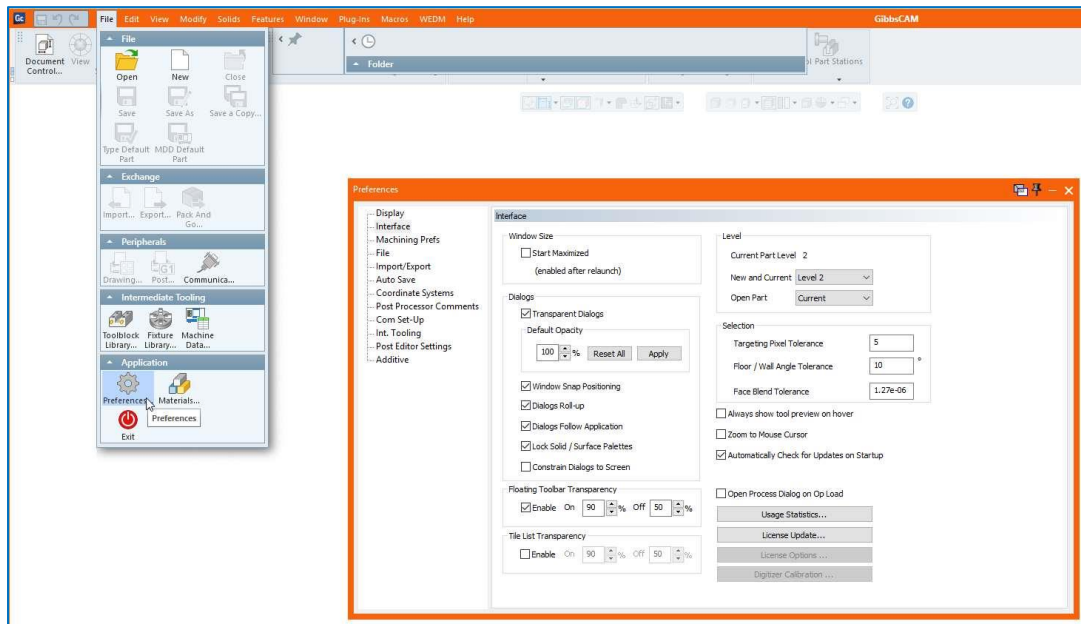 Gc File Edit View Modify Solids Features Window Plug-Ins Macros WEDM Help GibbsCAM
Document
Control...
View
File
Open New Close
Save Save As Save a Copy...
Type Default MDD Default
Part Part
Exchange
Import... Export... Pack And
Go...
Peripherals
Drawing... Post... Communica...
Intermediate Tooling
Toolblock Fixture Machine
Library... Library... Data...
Application
Preferences Materials...
Preferences
Exit
Folder
Part Stations
Preferences
Display
Interface
Machining Prefs
File
Import/Export
Auto Save
Coordinate Systems
Post Processor Comments
Com Set-Up
Int. Tooling
Post Editor Settings
Additive
Interface
Window Size
Start Maximized
(enabled after relaunch)
Dialogs
Transparent Dialogs
Default Opacity
100 % Reset All Apply
Window Snap Positioning
Dialogs Roll-up
Dialogs Follow Application
Lock Solid / Surface Palettes
Constrain Dialogs to Screen
Floating Toolbar Transparency
Enable On 90 % Off 50 %
Tile List Transparency
Enable On 90 % Off 50 %
Level
Current Part Level 2
New and Current Level 2
Open Part Current
Selection
Targeting Pixel Tolerance 5
Floor / Wall Angle Tolerance 10 °
Face Blend Tolerance 1.27e-06
Always show tool preview on hover
Zoom to Mouse Cursor
Automatically Check for Updates on Startup
Open Process Dialog on Op Load
Usage Statistics...
License Update...
License Options ...
Digitizer Calibration ...